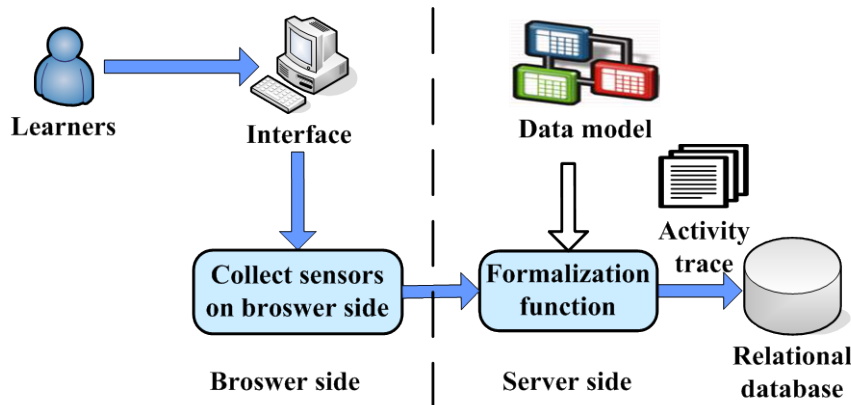 Learners
Interface
Data model
Activity
trace
Collect sensors
on broswer side
Formalization
function
Relational
database
Broswer side
Server side